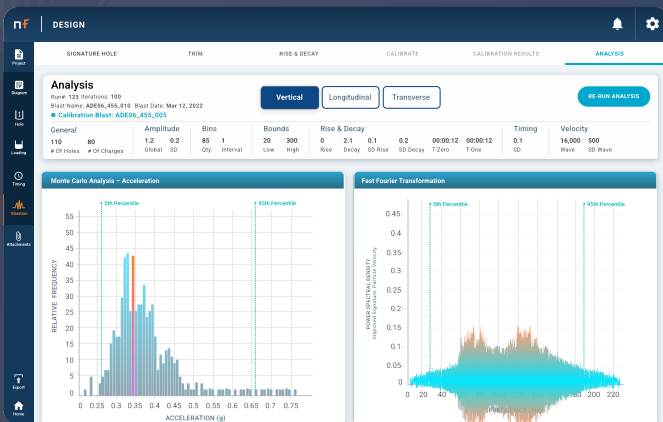 nf DESIGN
Project
Diagram
Hole
Loading
Timing
Vibration
Attachments
Export
Home
SIGNATURE HOLE TRIM RISE & DECAY CALIBRATE CALIBRATION RESULTS ANALYSIS
Analysis
Run#: 123 Iterations: 100
Blast Name: ADE06_455_010 Blast Date: Mar 12, 2022
Calibration Blast: ADE06_455_005
Vertical Longitudinal Transverse
RE-RUN ANALYSIS
General Amplitude Bins Bounds Rise & Decay Timing Velocity
110 80 1.2 0.2 85 1 20 300 0 2.1 0.1 0.2 00:00:12 00:00:12 0.1 16,000 500
# Of Holes # Of Charges Global SD Qty. Interval Low High Rise Decay SD Rise SD Decay T-Zero T-One SD Wave SD Wave
Monte Carlo Analysis – Acceleration
5th Percentile 95th Percentile
RELATIVE FREQUENCY
55
50
45
40
35
30
25
20
15
10
5
0
0 0.25 0.3 0.35 0.4 0.45 0.5 0.55 0.6 0.65 0.7 0.75
ACCELERATION (g)
Fast Fourier Transformation
5th Percentile 95th Percentile
POWER SPECTRAL DENSITY
Improved Signature, Particle Velocity
0.45
0.4
0.35
0.3
0.25
0.2
0.15
0.1
0.05
0
0 20 40 180 200 220